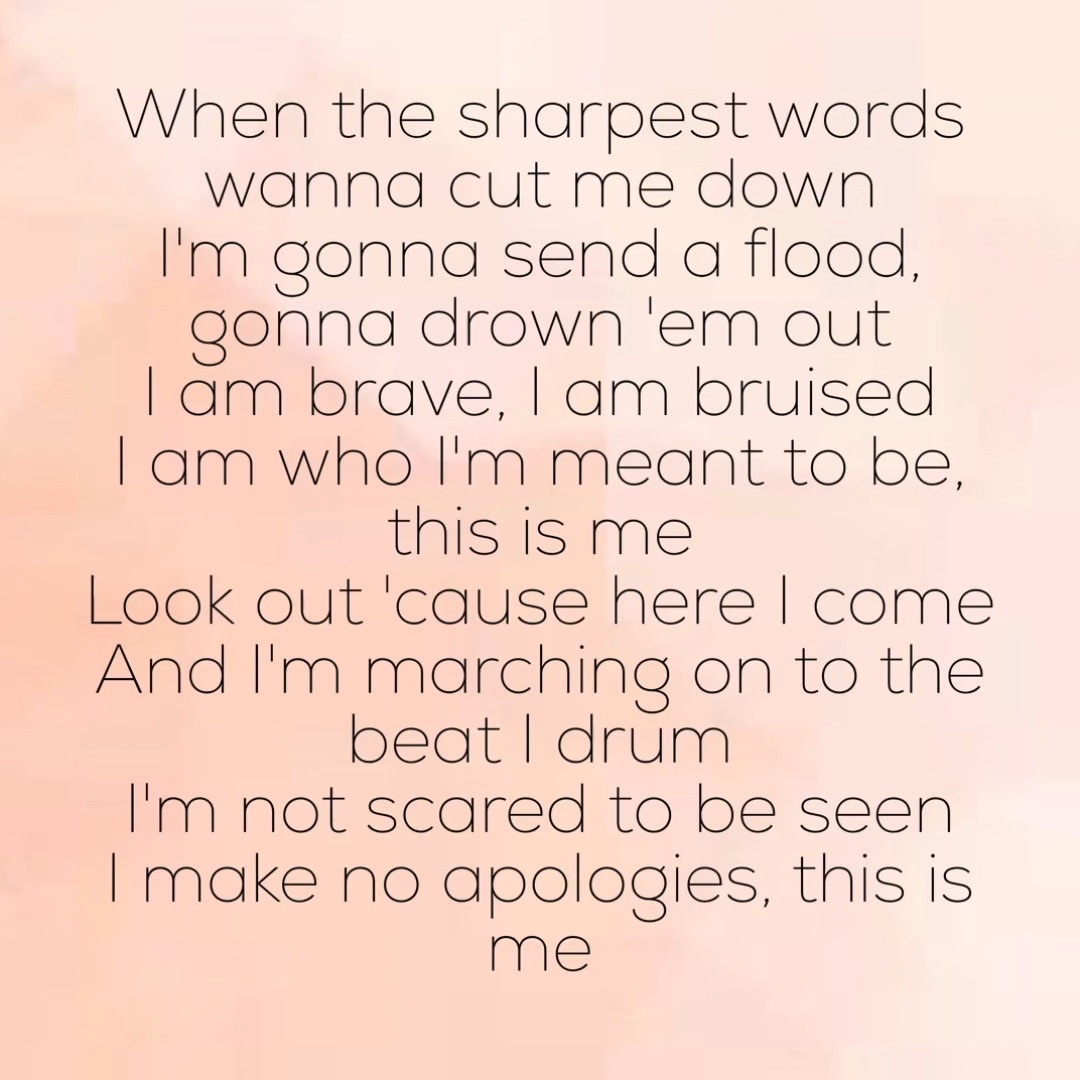 When the sharpest words
wanna cut me down
I'm gonna send a flood,
gonna drown 'em out
I am brave, I am bruised
I am who I'm meant to be,
this is me
Look out 'cause here I come
And I'm marching on to the
beat I drum
I'm not scared to be seen
I make no apologies, this is
me